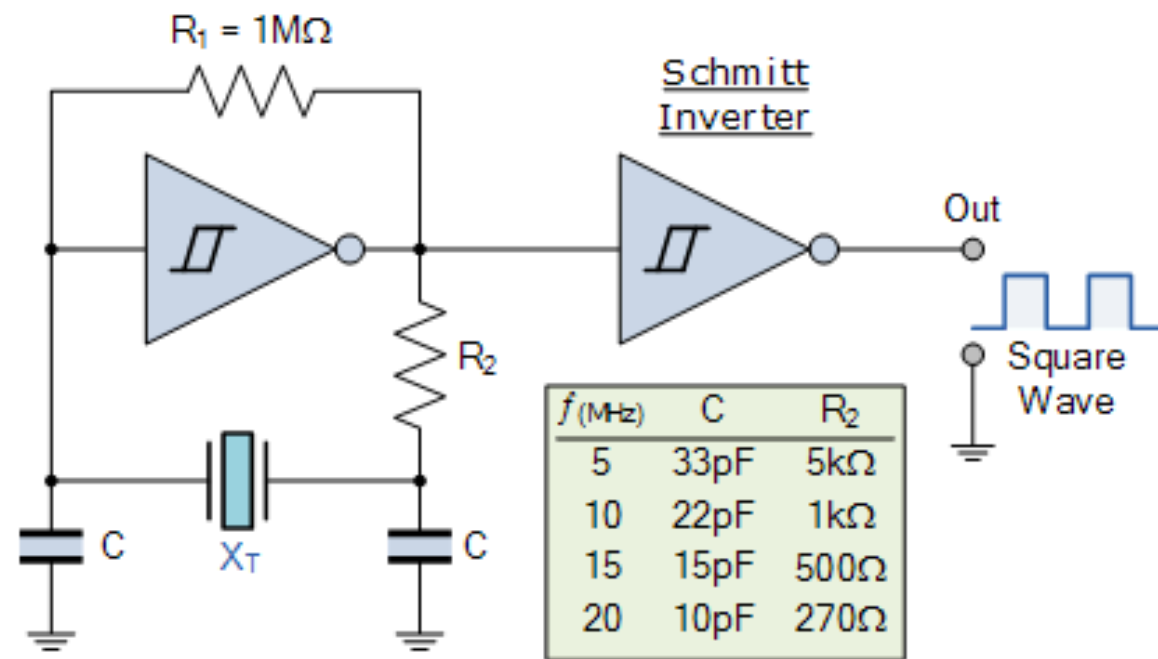 R₁ = 1MΩ
Schmitt
Inverter
Out
R₂
Square
Wave
C
X_T
C
f(MHz) C R₂
5 33pF 5kΩ
10 22pF 1kΩ
15 15pF 500Ω
20 10pF 270Ω